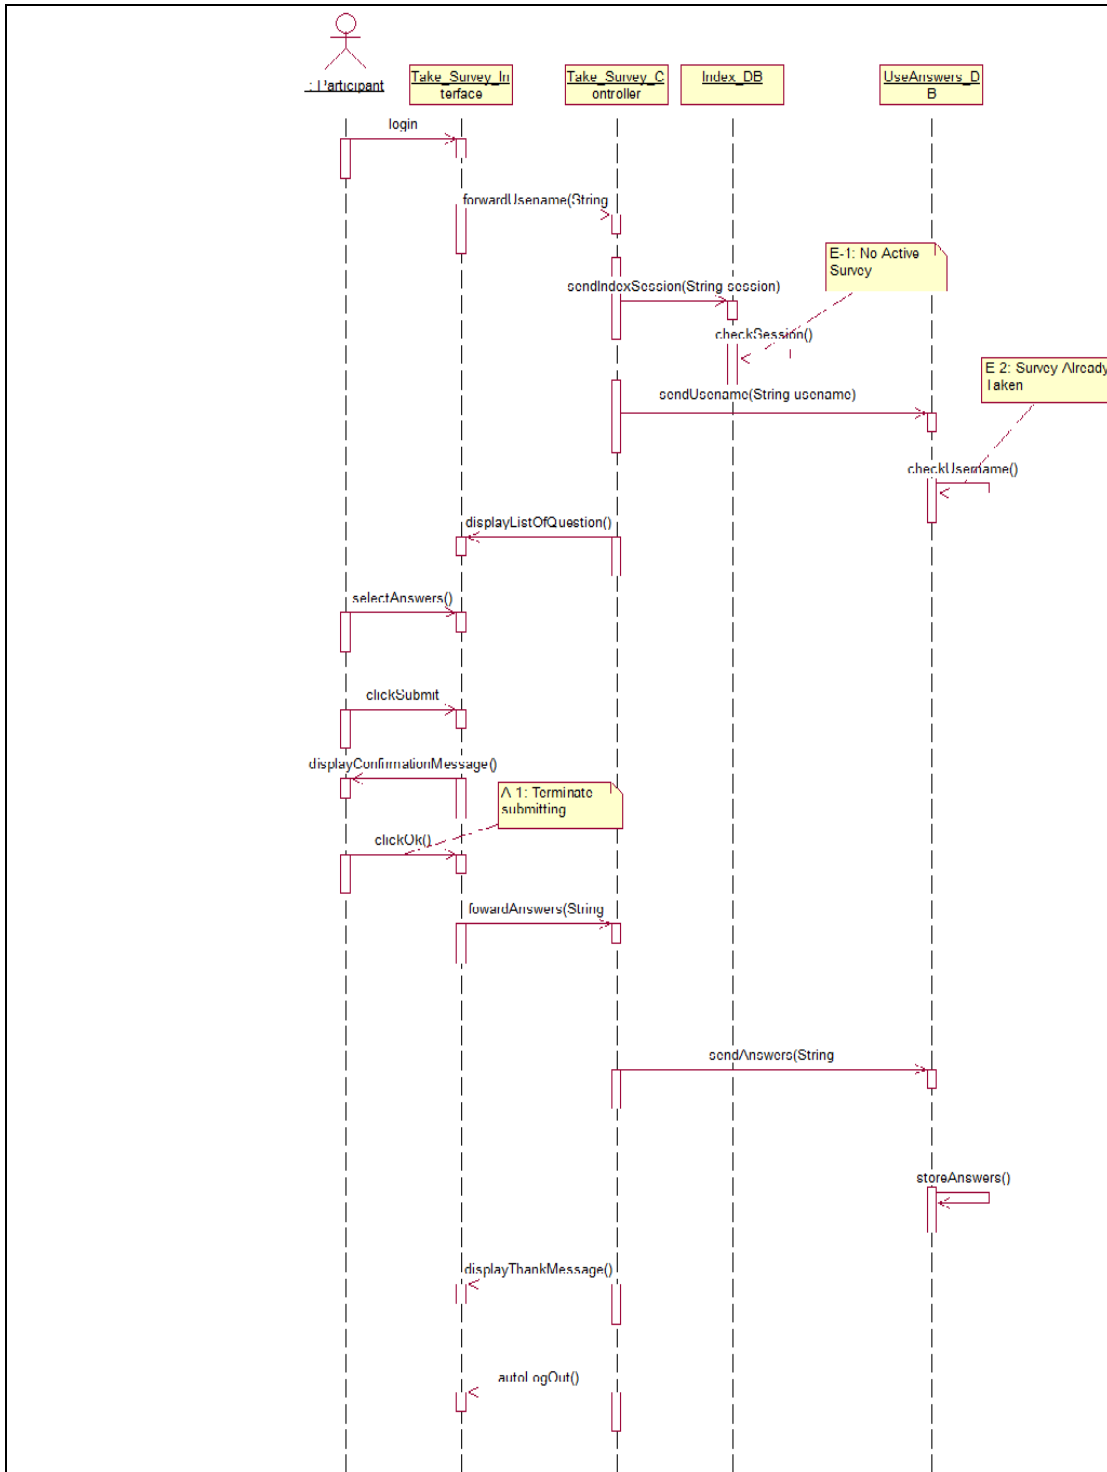 : Participant
Take_Survey_In
terface
Take_Survey_C
ontroller
Index_DB
UseAnswers_D
B
login
forwardUsename(String
E-1: No Active
Survey
sendIndexSession(String session)
checkSession()
E 2: Survey Already
Taken
sendUsename(String usename)
checkUsername()
displayListOfQuestion()
selectAnswers()
clickSubmit
displayConfirmationMessage()
A 1: Terminate
submitting
clickOk()
fowardAnswers(String
sendAnswers(String
storeAnswers()
displayThankMessage()
autoLogOut()